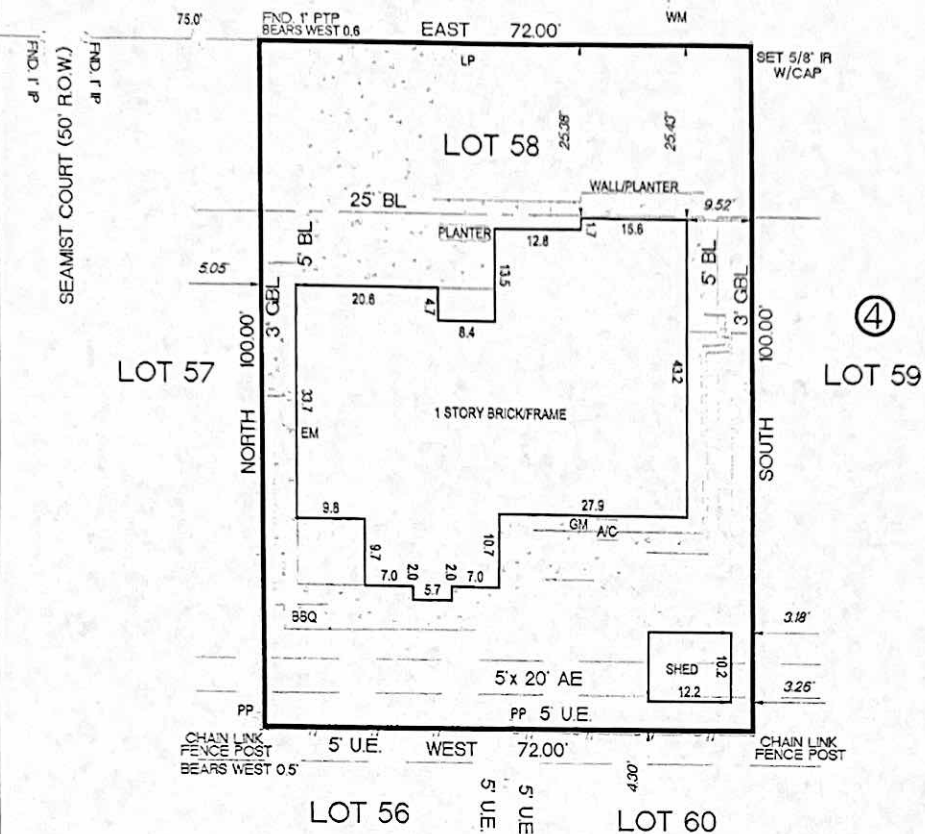 75.0'
FND. 1" PTP
BEARS WEST 0.6
EAST 72.00'
WM
FND. 1" IP
FND. 1" IP
SEAMIST COURT (50' R.O.W.)
LP
SET 5/8" IR
W/CAP
LOT 58
25.38'
25.43'
WALL/PLANTER
9.52'
25' BL
PLANTER
12.8
1.7
15.6
5' BL
5' BL
5.05'
3' GBL
3' GBL
20.6
4.7
13.5
8.4
4
NORTH 100.00'
SOUTH 100.00'
LOT 57
LOT 59
43.2
33.7
1 STORY BRICK/FRAME
EM
9.8
27.9
GM
A/C
9.7
7.0
2.0
5.7
2.0
7.0
10.7
BBQ
3.18'
SHED
10.2
12.2
5'x 20' AE
3.26'
PP
PP 5' U.E.
CHAIN LINK
FENCE POST
BEARS WEST 0.5'
5' U.E.
WEST 72.00'
CHAIN LINK
FENCE POST
4.30'
5' U.E.
5' UE
LOT 56
LOT 60